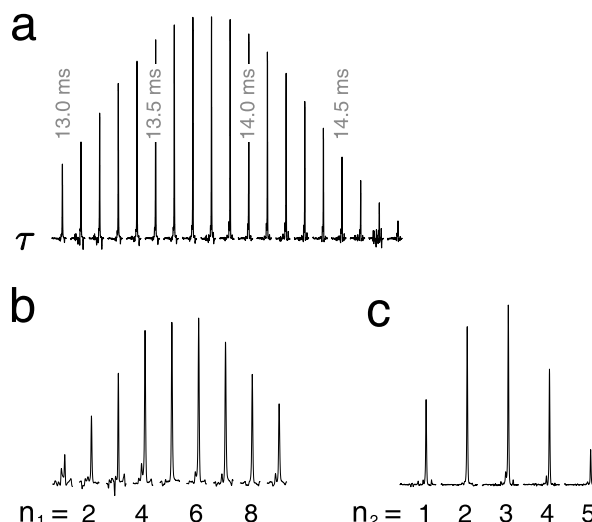 a
13.0 ms 13.5 ms 14.0 ms 14.5 ms
τ
b c
n₁ = 2 4 6 8 n₂ = 1 2 3 4 5